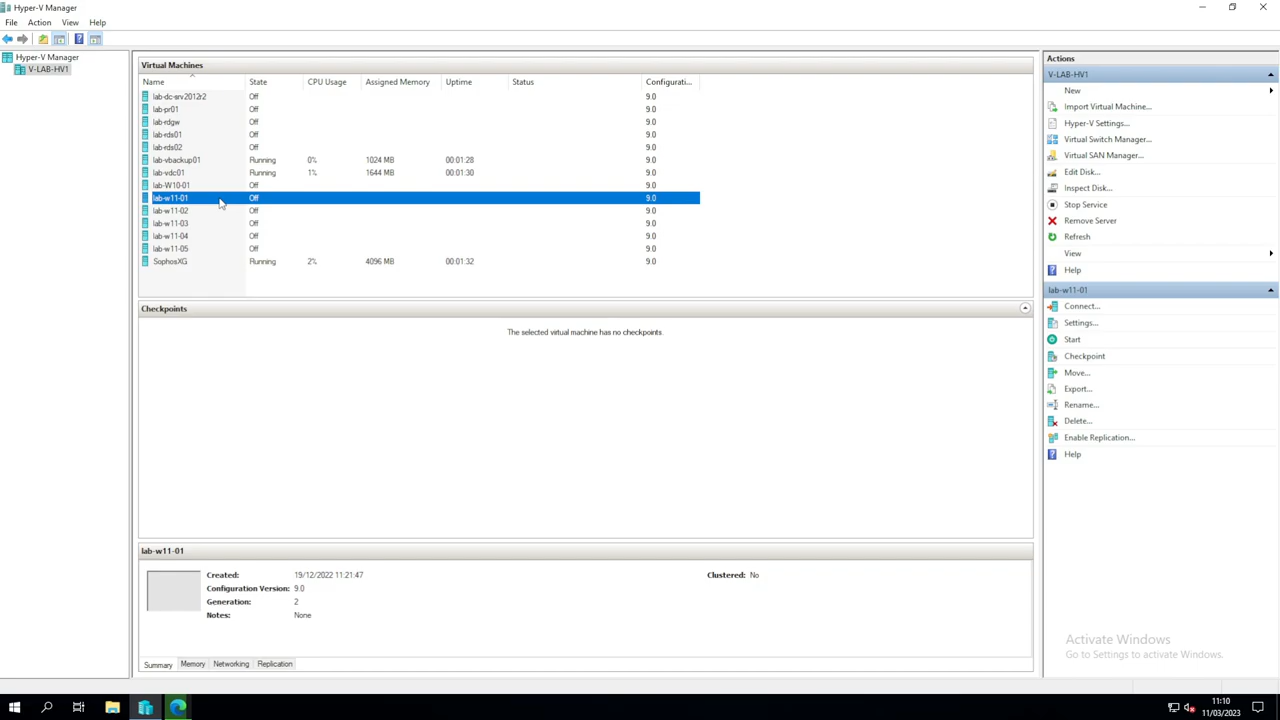 Hyper-V Manager
File Action View Help
Hyper-V Manager
V-LAB-HV1
Virtual Machines
Name State CPU Usage Assigned Memory Uptime Status Configurati...
lab-dc-srv2012r2 Off 9.0
lab-pr01 Off 9.0
lab-rdgw Off 9.0
lab-rds01 Off 9.0
lab-rds02 Off 9.0
lab-vbackup01 Running 0% 1024 MB 00:01:28 9.0
lab-vdc01 Running 1% 1644 MB 00:01:30 9.0
lab-W10-01 Off 9.0
lab-w11-01 Off 9.0
lab-w11-02 Off 9.0
lab-w11-03 Off 9.0
lab-w11-04 Off 9.0
lab-w11-05 Off 9.0
SophosXG Running 2% 4096 MB 00:01:32 9.0
Checkpoints
The selected virtual machine has no checkpoints.
lab-w11-01
Created: 19/12/2022 11:21:47 Clustered: No
Configuration Version: 9.0
Generation: 2
Notes: None
Summary Memory Networking Replication
Actions
V-LAB-HV1
New
Import Virtual Machine...
Hyper-V Settings...
Virtual Switch Manager...
Virtual SAN Manager...
Edit Disk...
Inspect Disk...
Stop Service
Remove Server
Refresh
View
Help
lab-w11-01
Connect...
Settings...
Start
Checkpoint
Move...
Export...
Rename...
Delete...
Enable Replication...
Help
Activate Windows
Go to Settings to activate Windows.
11:10
11/03/2023